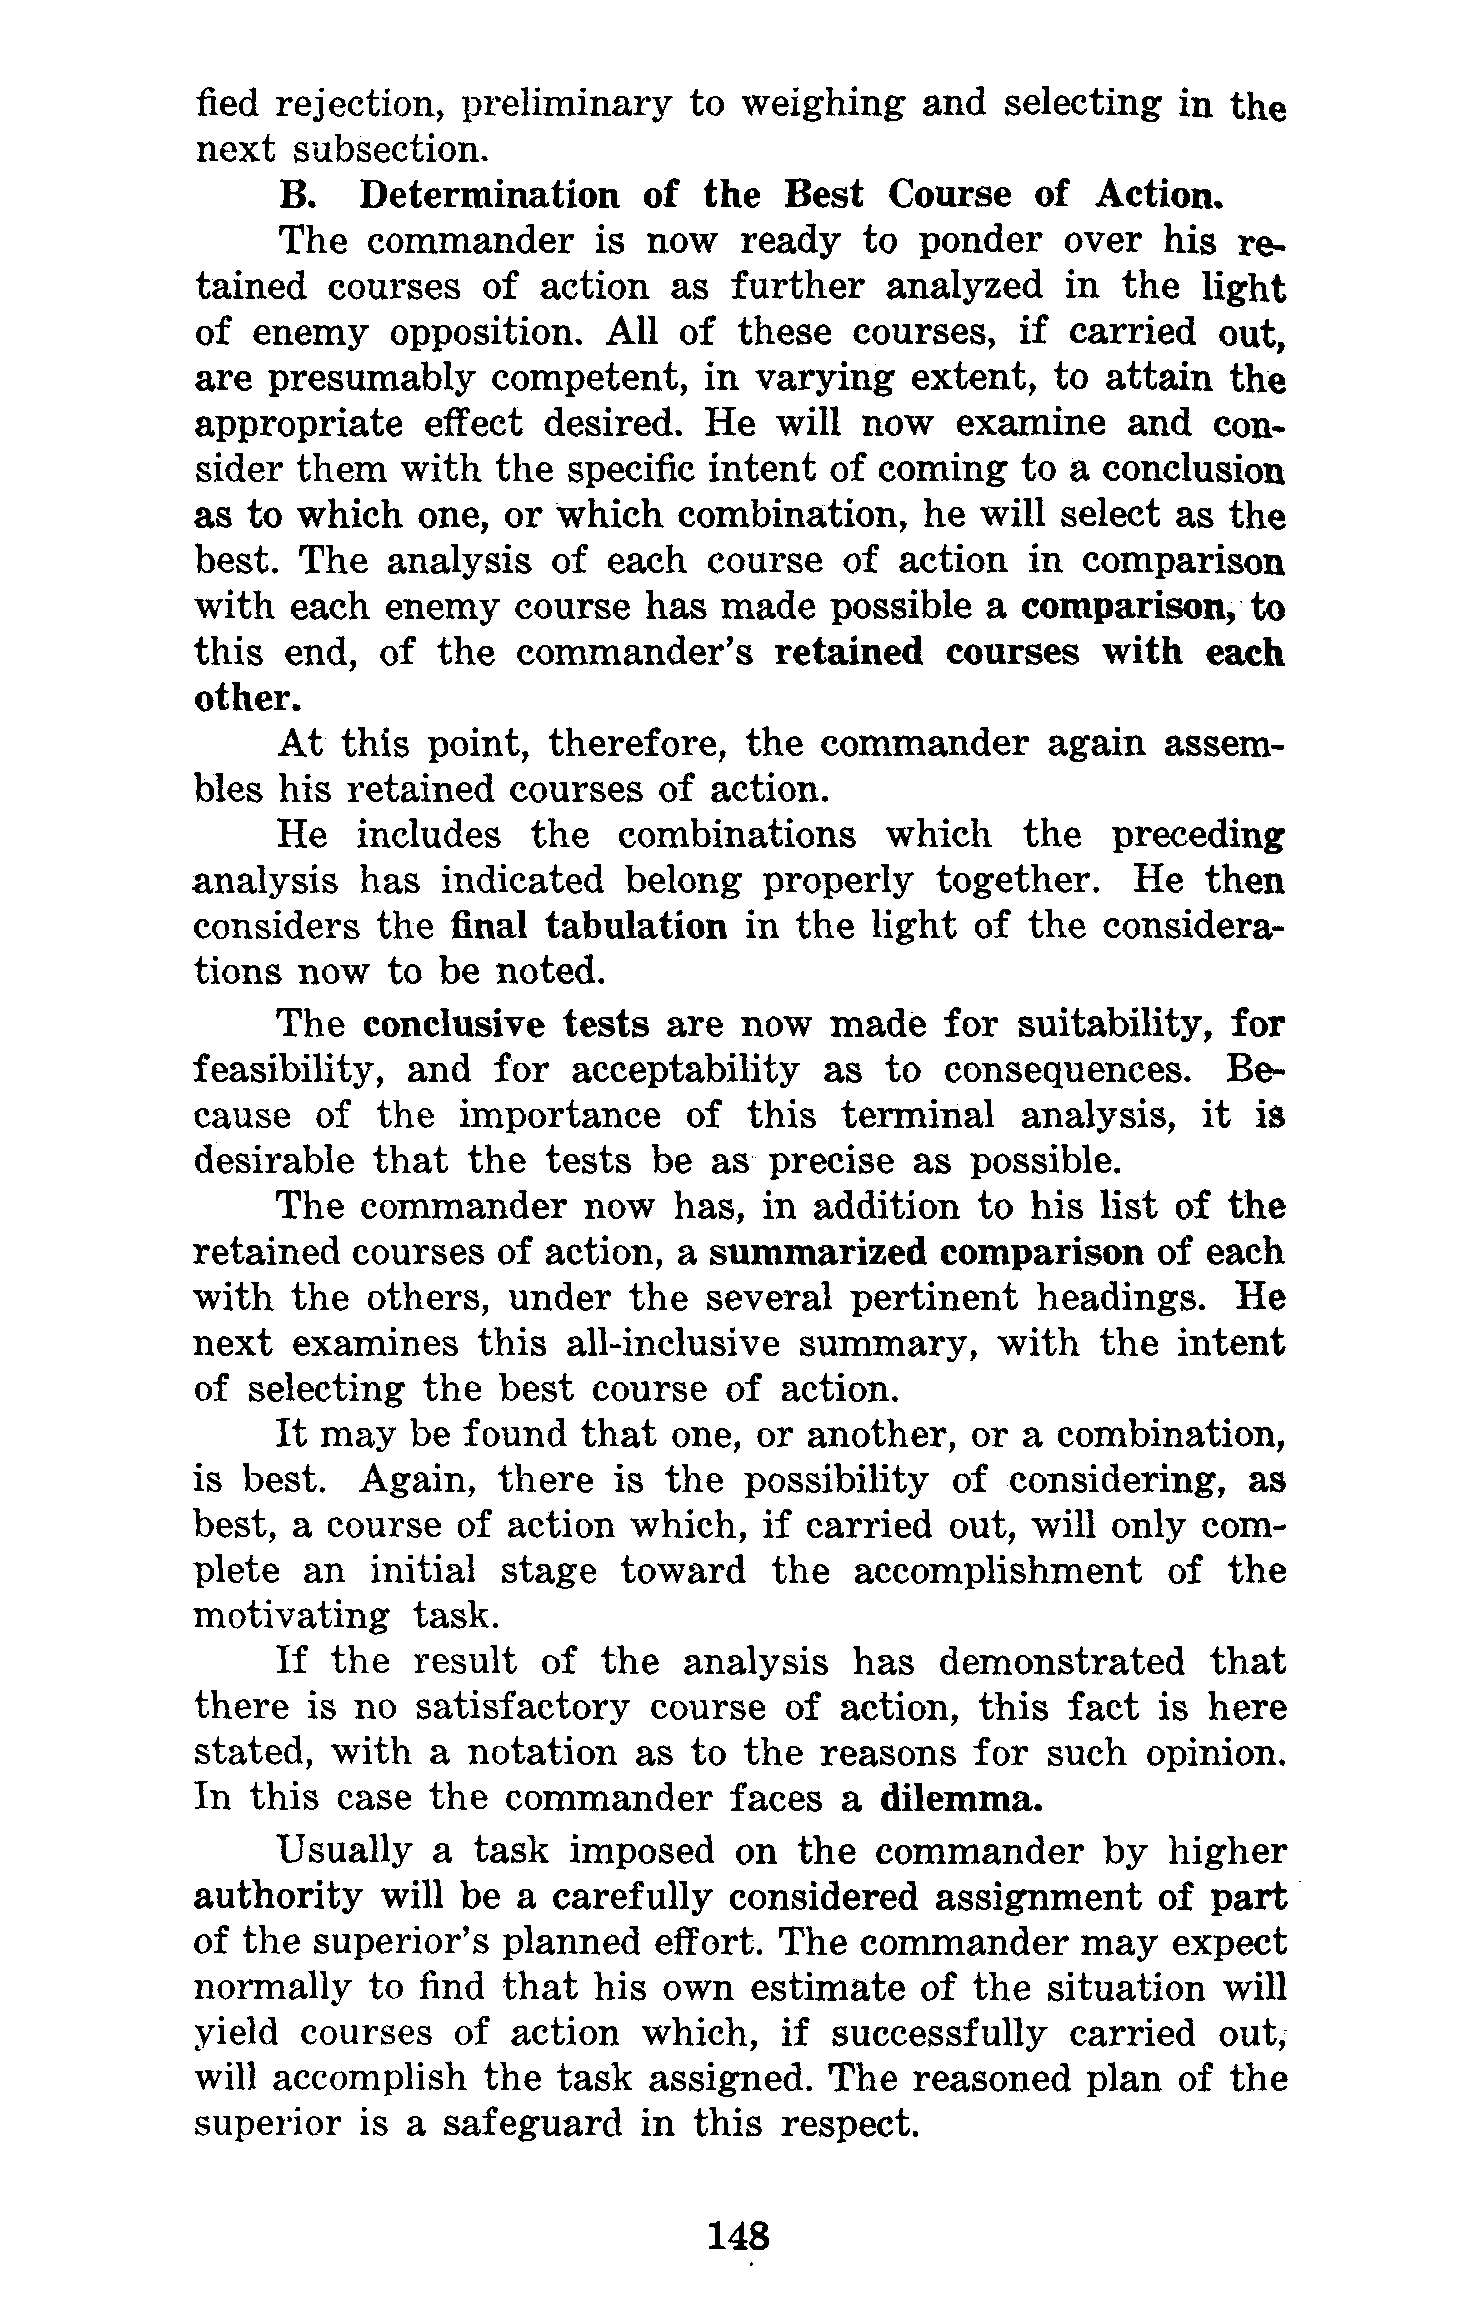 fied rejection, preliminary to weighing and selecting in the
next subsection.
B. Determination of the Best Course of Action.
The commander is now ready to ponder over his re-
tained courses of action as further analyzed in the light
of enemy opposition. All of these courses, if carried out,
are presumably competent, in varying extent, to attain the
appropriate effect desired. He will now examine and con-
sider them with the specific intent of coming to a conclusion
as to which one, or which combination, he will select as the
best. The analysis of each course of action in comparison
with each enemy course has made possible a comparison, to
this end, of the commander's retained courses with each
other.
At this point, therefore, the commander again assem-
bles his retained courses of action.
He includes the combinations which the preceding
analysis has indicated belong properly together. He then
considers the final tabulation in the light of the considera-
tions now to be noted.
The conclusive tests are now made for suitability, for
feasibility, and for acceptability as to consequences. Be-
cause of the importance of this terminal analysis, it is
desirable that the tests be as precise as possible.
The commander now has, in addition to his list of the
retained courses of action, a summarized comparison of each
with the others, under the several pertinent headings. He
next examines this all-inclusive summary, with the intent
of selecting the best course of action.
It may be found that one, or another, or a combination,
is best. Again, there is the possibility of considering, as
best, a course of action which, if carried out, will only com-
plete an initial stage toward the accomplishment of the
motivating task.
If the result of the analysis has demonstrated that
there is no satisfactory course of action, this fact is here
stated, with a notation as to the reasons for such opinion.
In this case the commander faces a dilemma.
Usually a task imposed on the commander by higher
authority will be a carefully considered assignment of part
of the superior's planned effort. The commander may expect
normally to find that his own estimate of the situation will
yield courses of action which, if successfully carried out,
will accomplish the task assigned. The reasoned plan of the
superior is a safeguard in this respect.
148